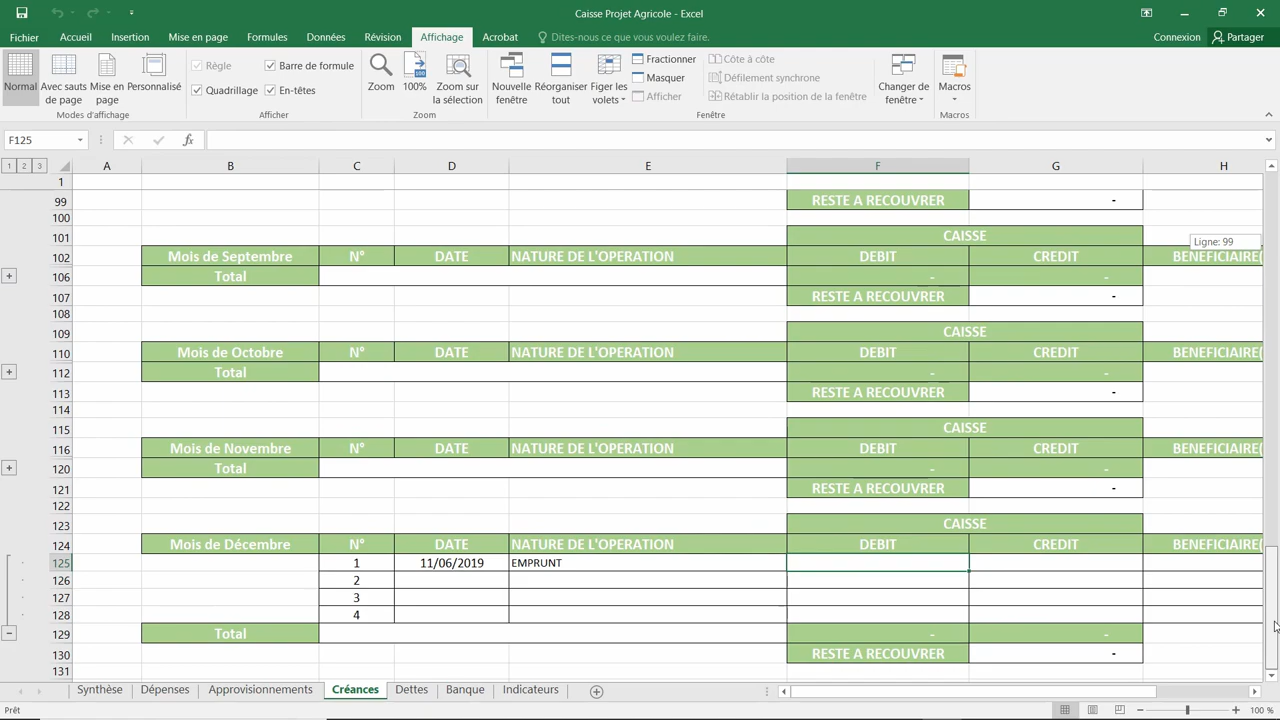 Caisse Projet Agricole - Excel
Fichier Accueil Insertion Mise en page Formules Données Révision Affichage Acrobat Dites-nous ce que vous voulez faire. Connexion Partager
Normal Avec sauts de page Mise en page Personnalisé
Règle Barre de formule
Quadrillage En-têtes
Zoom 100% Zoom sur la sélection
Nouvelle fenêtre Réorganiser tout Figer les volets
Fractionner
Masquer
Afficher
Côte à côte
Défilement synchrone
Rétablir la position de la fenêtre
Changer de fenêtre
Macros
Modes d'affichage Afficher Zoom Fenêtre Macros
F125 fx
1 2 3 A B C D E F G H
1
99 RESTE A RECOUVRER -
100
101 CAISSE
Ligne: 99
102 Mois de Septembre N° DATE NATURE DE L'OPERATION DEBIT CREDIT BENEFICIAIRE(
106 Total - -
107 RESTE A RECOUVRER -
108
109 CAISSE
110 Mois de Octobre N° DATE NATURE DE L'OPERATION DEBIT CREDIT BENEFICIAIRE(
112 Total - -
113 RESTE A RECOUVRER -
114
115 CAISSE
116 Mois de Novembre N° DATE NATURE DE L'OPERATION DEBIT CREDIT BENEFICIAIRE(
120 Total - -
121 RESTE A RECOUVRER -
122
123 CAISSE
124 Mois de Décembre N° DATE NATURE DE L'OPERATION DEBIT CREDIT BENEFICIAIRE(
125 1 11/06/2019 EMPRUNT
126 2
127 3
128 4
129 Total - -
130 RESTE A RECOUVRER -
131
Synthèse Dépenses Approvisionnements Créances Dettes Banque Indicateurs
Prêt 100 %